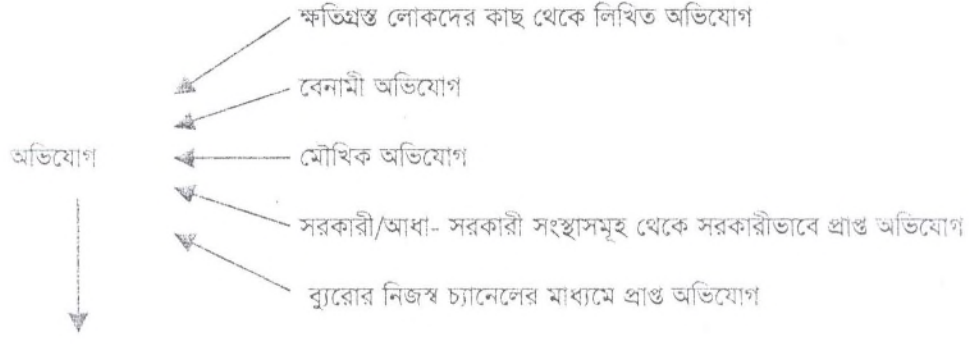 ক্ষতিগ্রস্ত লোকদের কাছ থেকে লিখিত অভিযোগ
বেনামী অভিযোগ
অভিযোগ
মৌখিক অভিযোগ
সরকারী/আধা- সরকারী সংস্থাসমূহ থেকে সরকারীভাবে প্রাপ্ত অভিযোগ
ব্যুরোর নিজস্ব চ্যানেলের মাধ্যমে প্রাপ্ত অভিযোগ